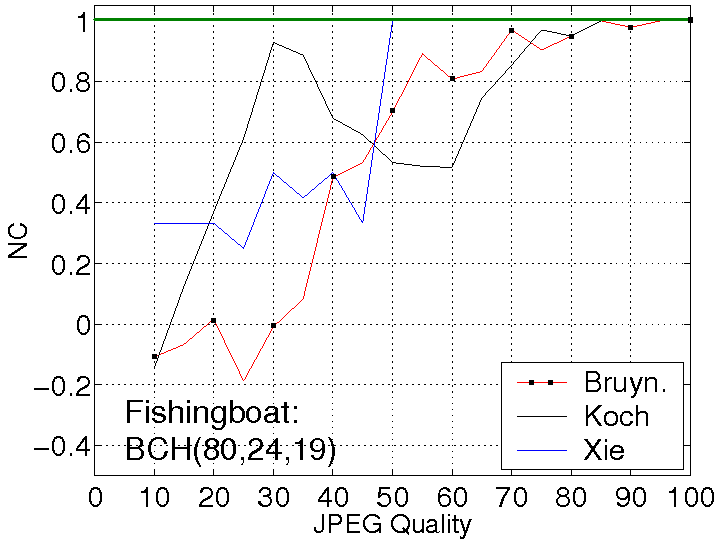 1
0.8
0.6
0.4
0.2
0
−0.2
−0.4
NC
Fishingboat:
BCH(80,24,19)
Bruyn.
Koch
Xie
0 10 20 30 40 50 60 70 80 90 100
JPEG Quality